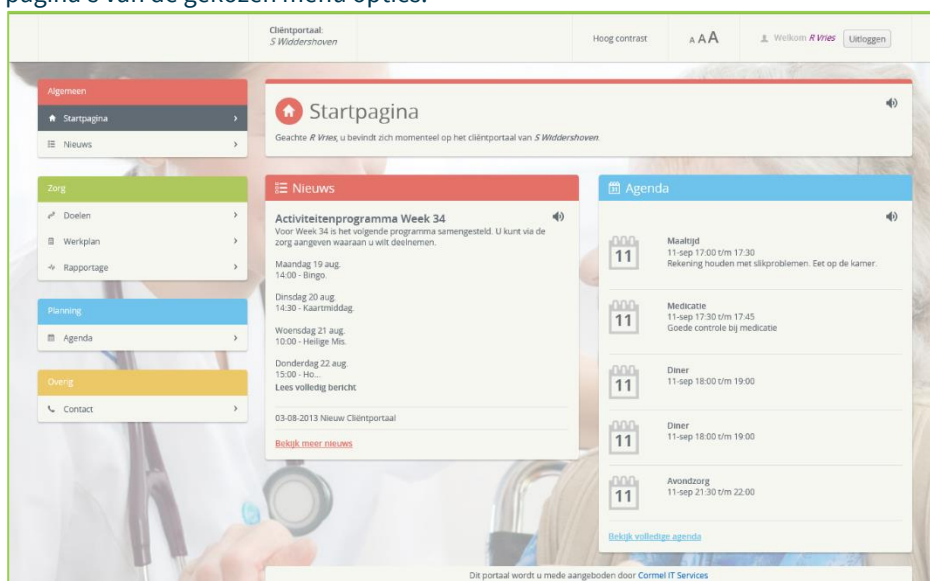 pagina's van de gekozen menu opties.
Cliëntportaal:
S Widdershoven
Hoog contrast
A A A
Welkom R Vries
Uitloggen
Algemeen
Startpagina
Nieuws
Zorg
Doelen
Werkplan
Rapportage
Planning
Agenda
Overig
Contact
Startpagina
Geachte R Vries, u bevindt zich momenteel op het cliëntportaal van S Widdershoven.
Nieuws
Activiteitenprogramma Week 34
Voor Week 34 is het volgende programma samengesteld. U kunt via de
zorg aangeven waaraan u wilt deelnemen.
Maandag 19 aug.
14:00 - Bingo.
Dinsdag 20 aug.
14:30 - Kaartmiddag.
Woensdag 21 aug.
10:00 - Heilige Mis.
Donderdag 22 aug.
15:00 - Ho...
Lees volledig bericht
03-08-2013 Nieuw Cliëntportaal
Bekijk meer nieuws
31 Agenda
11
Maaltijd
11-sep 17:00 t/m 17:30
Rekening houden met slikproblemen. Eet op de kamer.
11
Medicatie
11-sep 17:30 t/m 17:45
Goede controle bij medicatie
11
Diner
11-sep 18:00 t/m 19:00
11
Diner
11-sep 18:00 t/m 19:00
11
Avondzorg
11-sep 21:30 t/m 22:00
Bekijk volledige agenda
Dit portaal wordt u mede aangeboden door Cormel IT Services